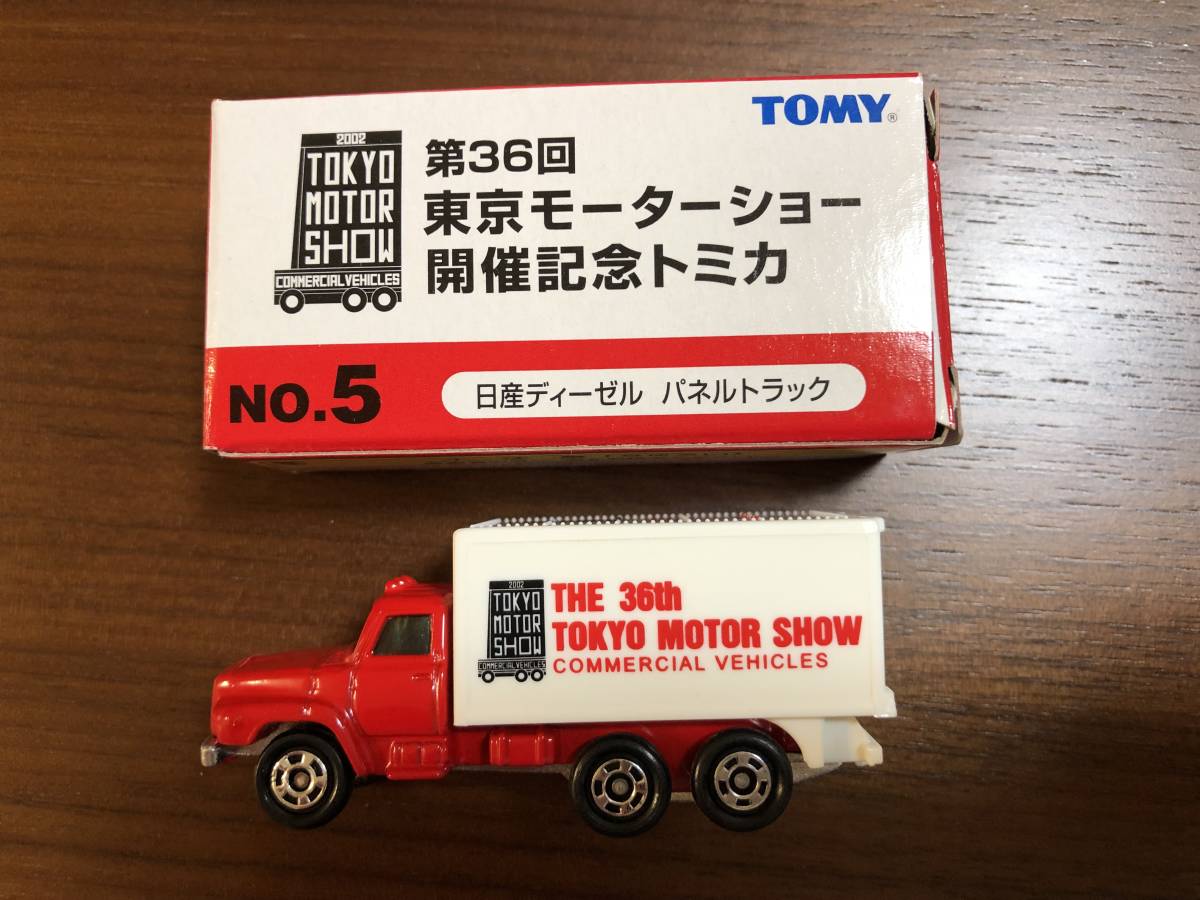 TOMY®
2002
TOKYO
MOTOR
SHOW
COMMERCIAL VEHICLES
第36回
東京モーターショー
開催記念トミカ
NO.5
日産ディーゼル パネルトラック
2002
TOKYO
MOTOR
SHOW
COMMERCIAL VEHICLES
THE 36th
TOKYO MOTOR SHOW
COMMERCIAL VEHICLES